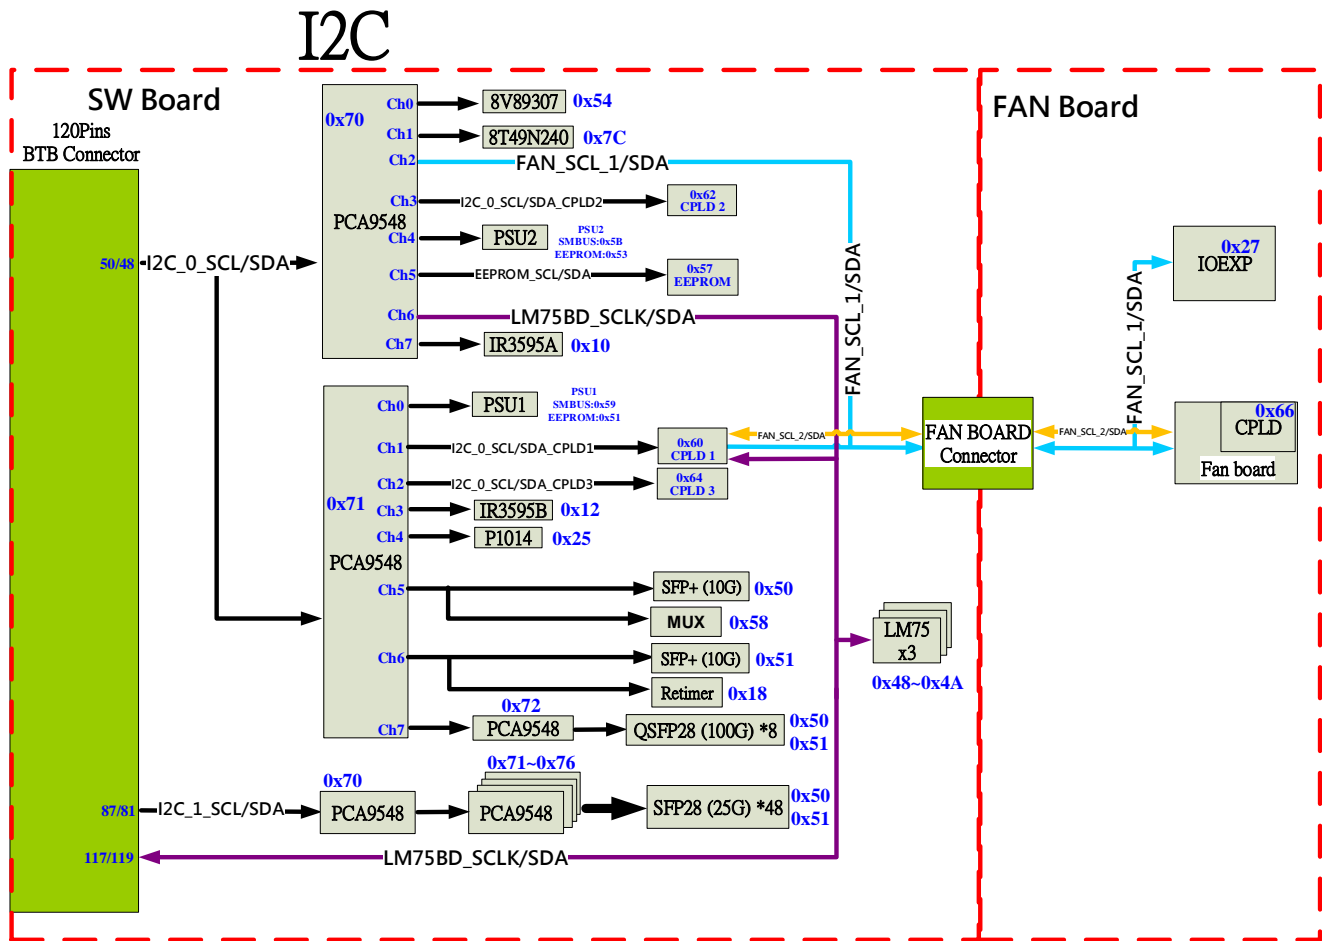 I2C
SW Board
FAN Board
120Pins
BTB Connector
50/48
I2C_0_SCL/SDA
0x70
PCA9548
Ch0
8V89307
0x54
Ch1
8T49N240
0x7C
Ch2
FAN_SCL_1/SDA
Ch3
I2C_0_SCL/SDA_CPLD2
0x62
CPLD 2
Ch4
PSU2
PSU2
SMBUS:0x5B
EEPROM:0x53
Ch5
EEPROM_SCL/SDA
0x57
EEPROM
Ch6
LM75BD_SCLK/SDA
Ch7
IR3595A
0x10
FAN_SCL_1/SDA
FAN_SCL_1/SDA
0x27
IOEXP
0x71
PCA9548
Ch0
PSU1
PSU1
SMBUS:0x59
EEPROM:0x51
Ch1
I2C_0_SCL/SDA_CPLD1
0x60
CPLD 1
FAN_SCL_2/SDA
FAN BOARD
Connector
FAN_SCL_2/SDA
0x66
CPLD
Fan board
Ch2
I2C_0_SCL/SDA_CPLD3
0x64
CPLD 3
Ch3
IR3595B
0x12
Ch4
P1014
0x25
Ch5
SFP+ (10G)
0x50
MUX
0x58
Ch6
SFP+ (10G)
0x51
Retimer
0x18
LM75
x3
0x48~0x4A
Ch7
0x72
PCA9548
QSFP28 (100G) *8
0x50
0x51
87/81
I2C_1_SCL/SDA
0x70
PCA9548
0x71~0x76
PCA9548
SFP28 (25G) *48
0x50
0x51
117/119
LM75BD_SCLK/SDA